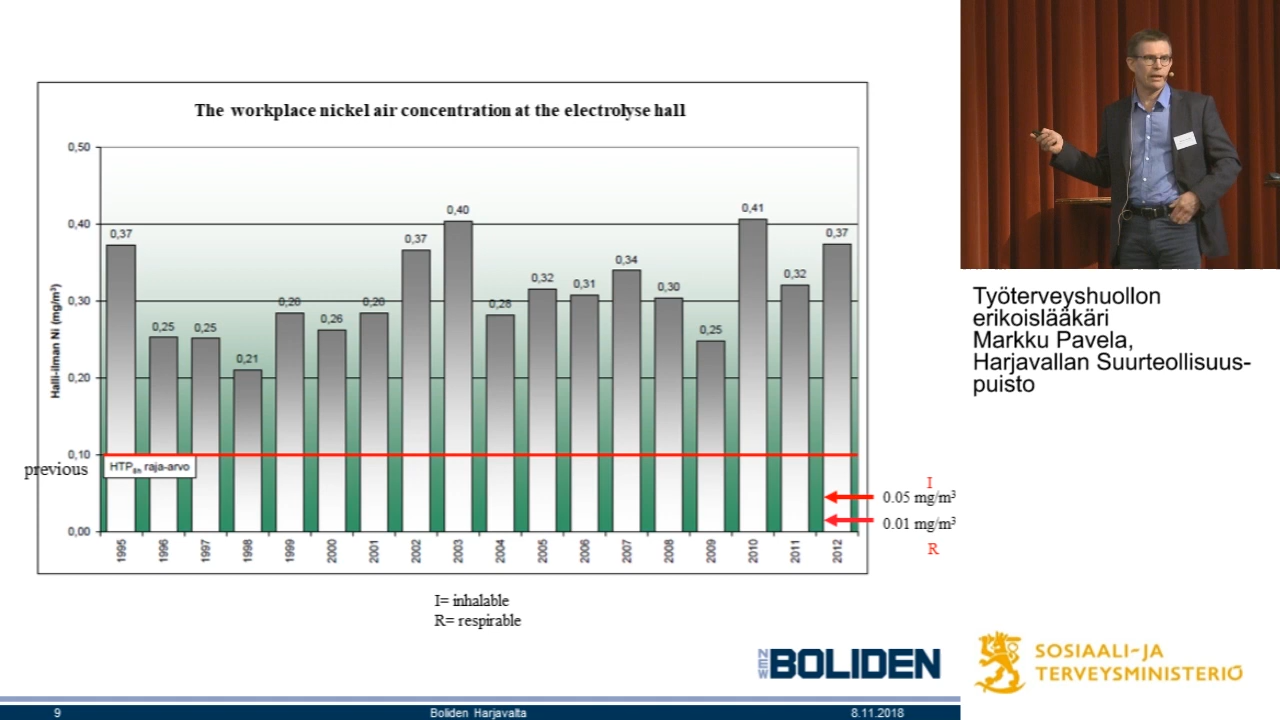 The workplace nickel air concentration at the electrolyse hall
Halli-ilman Ni (mg/m³)
0,50
0,40
0,30
0,20
0,10
0,00
0,37
0,25
0,25
0,21
0,28
0,26
0,28
0,37
0,40
0,28
0,32
0,31
0,34
0,30
0,25
0,41
0,32
0,37
previous
HTP8h raja-arvo
1995
1996
1997
1998
1999
2000
2001
2002
2003
2004
2005
2006
2007
2008
2009
2010
2011
2012
I
0.05 mg/m³
0.01 mg/m³
R
I= inhalable
R= respirable
NEW BOLIDEN
9
Boliden Harjavalta
8.11.2018
Työterveyshuollon
erikoislääkäri
Markku Pavela,
Harjavallan Suurteollisuus-
puisto
SOSIAALI-JA
TERVEYSMINISTERIÖ